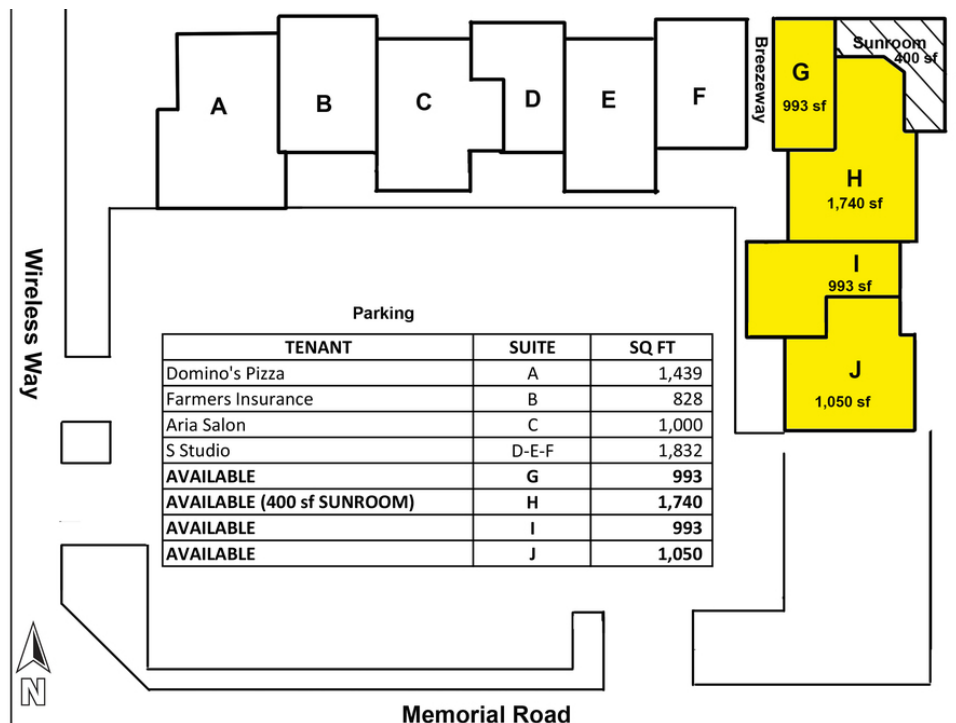 A
B
C
D
E
F
Breezeway
G
993 sf
Sunroom
400 sf
H
1,740 sf
I
993 sf
J
1,050 sf
Wireless Way
Parking
TENANT SUITE SQ FT
Domino's Pizza A 1,439
Farmers Insurance B 828
Aria Salon C 1,000
S Studio D-E-F 1,832
AVAILABLE G 993
AVAILABLE (400 sf SUNROOM) H 1,740
AVAILABLE I 993
AVAILABLE J 1,050
N
Memorial Road